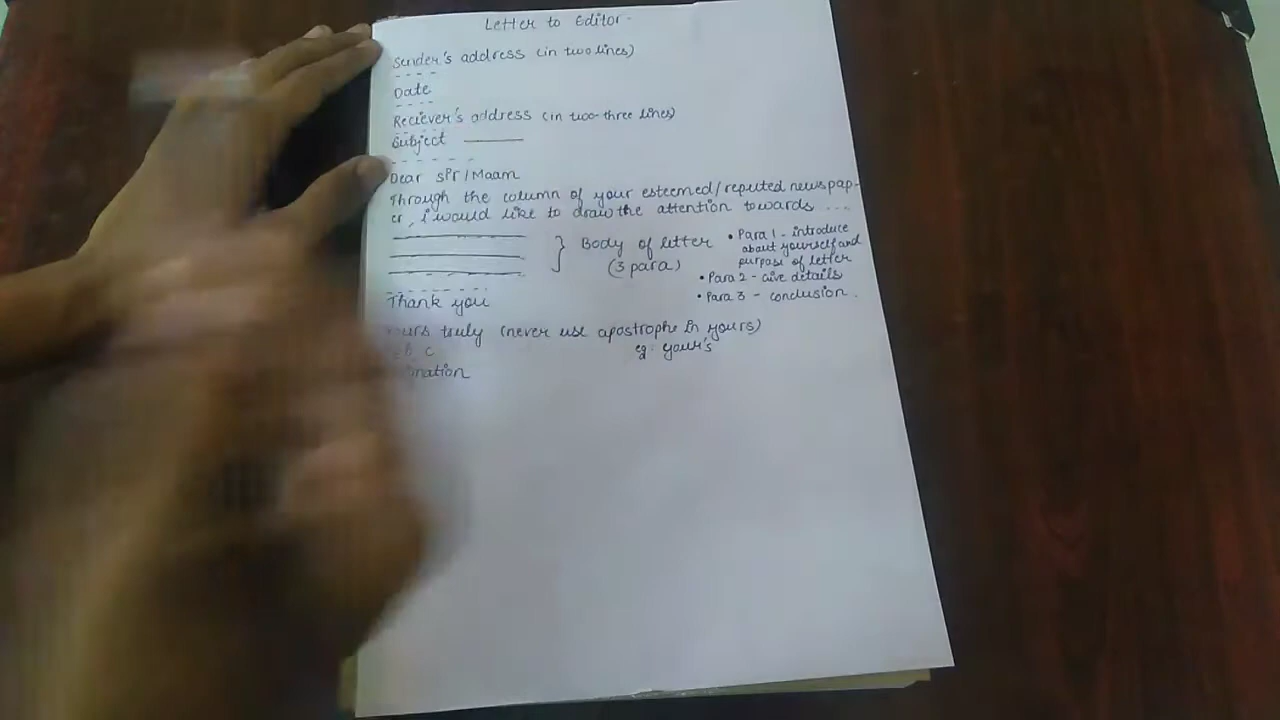 Letter to Editor.
Sender's address (in two lines)
Date
Reciever's address (in two-three lines)
Subject
Dear Sir/Maam
Through the column of your esteemed/reputed newspap-
er, i would like to draw the attention towards ...
Body of letter
(3 para)
• Para 1 - introduce
about yourself and
purpose of letter
• Para 2 - Give details
• Para 3 - conclusion.
Thank you
ours truly (never use apostrophe in yours)
eg: your's
b c
nation